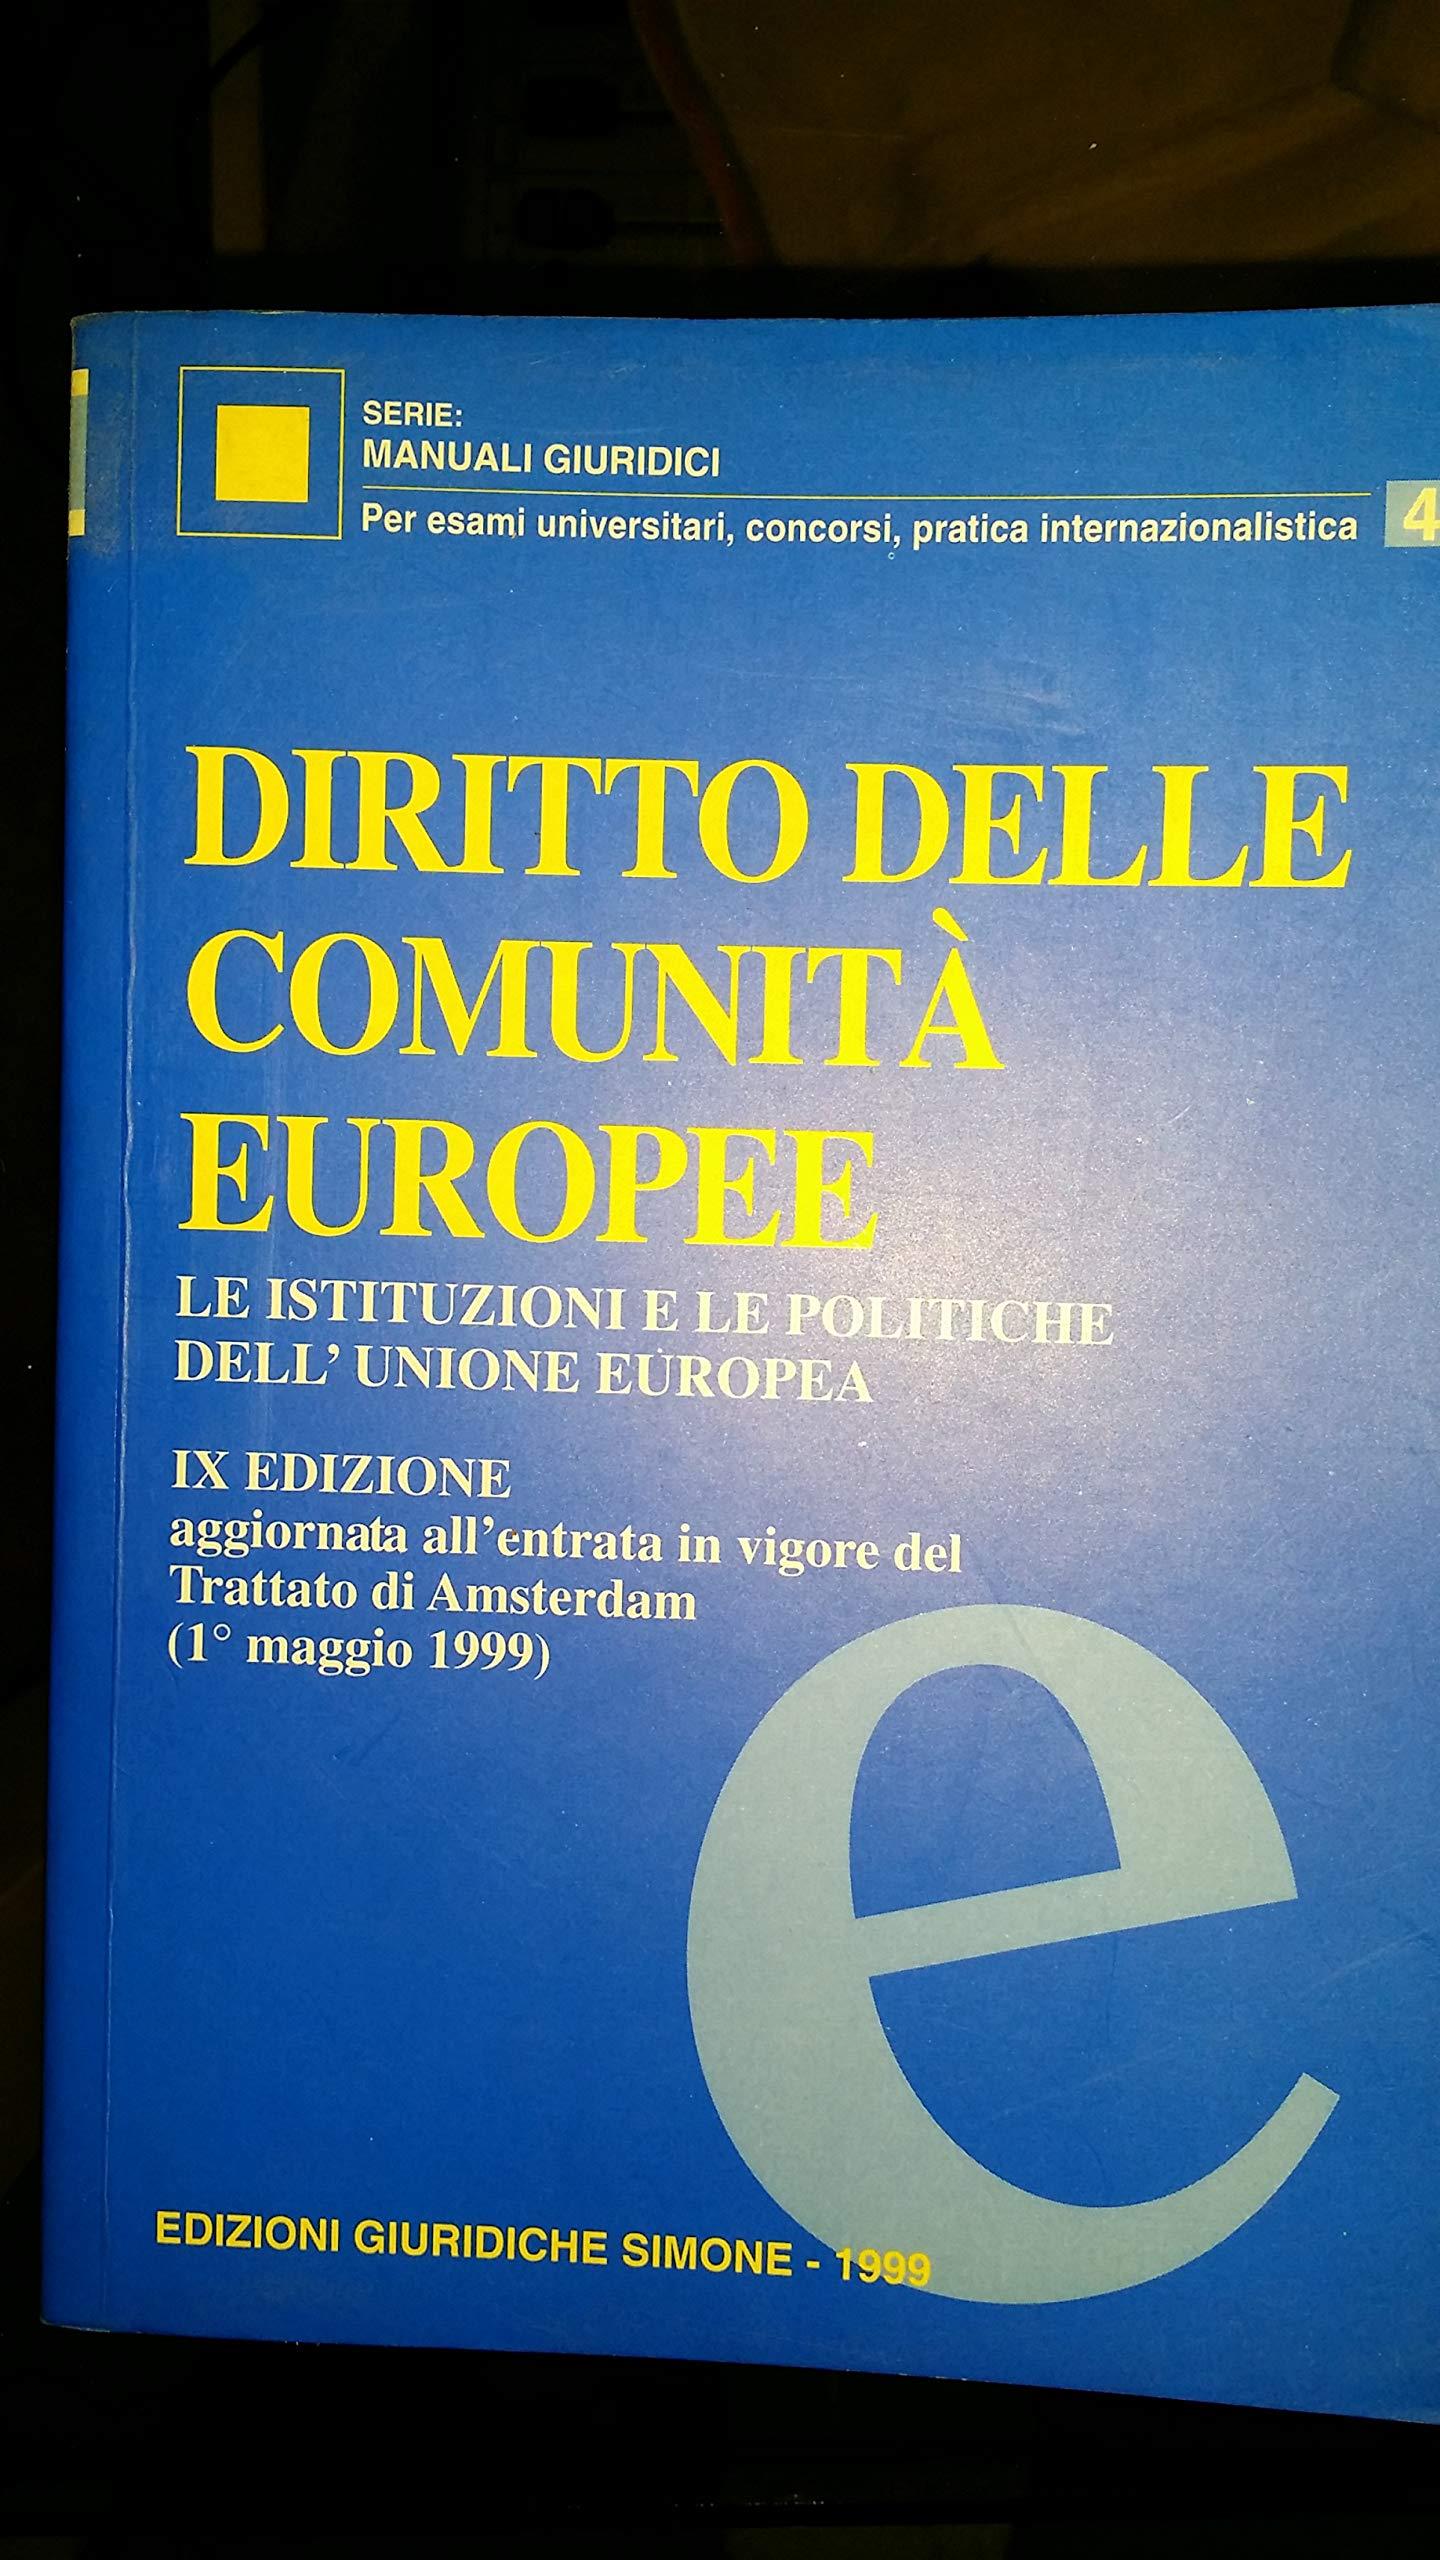 SERIE:
MANUALI GIURIDICI
Per esami universitari, concorsi, pratica internazionalistica
DIRITTO DELLE
COMUNITÀ
EUROPEE
LE ISTITUZIONI E LE POLITICHE
DELL' UNIONE EUROPEA
IX EDIZIONE
aggiornata all'entrata in vigore del
Trattato di Amsterdam
(1° maggio 1999)
e
EDIZIONI GIURIDICHE SIMONE - 1999